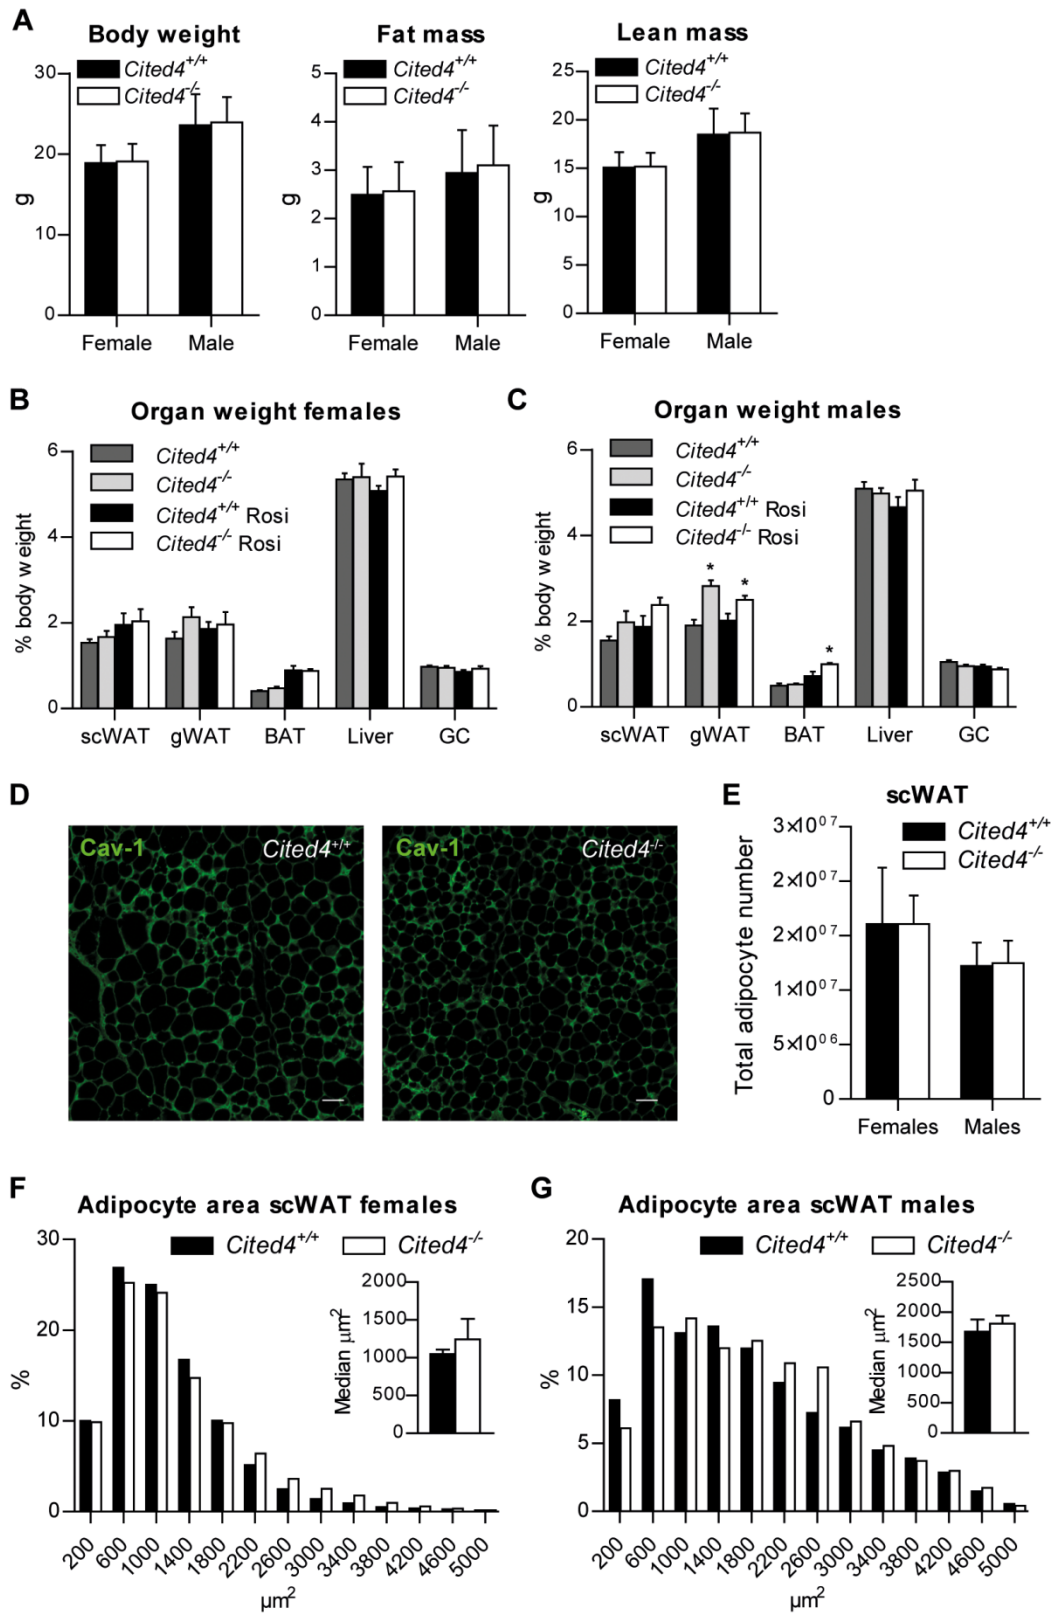 A
Body weight
Cited4+/+
Cited4-/-
30
20
10
0
g
Female
Male
Fat mass
Cited4+/+
Cited4-/-
5
4
3
2
1
0
g
Female
Male
Lean mass
Cited4+/+
Cited4-/-
25
20
15
10
5
0
g
Female
Male
B
Organ weight females
Cited4+/+
Cited4-/-
Cited4+/+ Rosi
Cited4-/- Rosi
6
4
2
0
% body weight
scWAT
gWAT
BAT
Liver
GC
C
Organ weight males
Cited4+/+
Cited4-/-
Cited4+/+ Rosi
Cited4-/- Rosi
6
4
2
0
% body weight
*
*
*
scWAT
gWAT
BAT
Liver
GC
D
Cav-1
Cited4+/+
Cav-1
Cited4-/-
E
scWAT
Cited4+/+
Cited4-/-
3×10 07
2×10 07
2×10 07
1×10 07
5×10 06
0
Total adipocyte number
Females
Males
F
Adipocyte area scWAT females
Cited4+/+
Cited4-/-
30
20
10
0
%
2000
1500
1000
500
0
Median µm²
200
600
1000
1400
1800
2200
2600
3000
3400
3800
4200
4600
5000
µm²
G
Adipocyte area scWAT males
Cited4+/+
Cited4-/-
20
15
10
5
0
%
2500
2000
1500
1000
500
0
Median µm²
200
600
1000
1400
1800
2200
2600
3000
3400
3800
4200
4600
5000
µm²